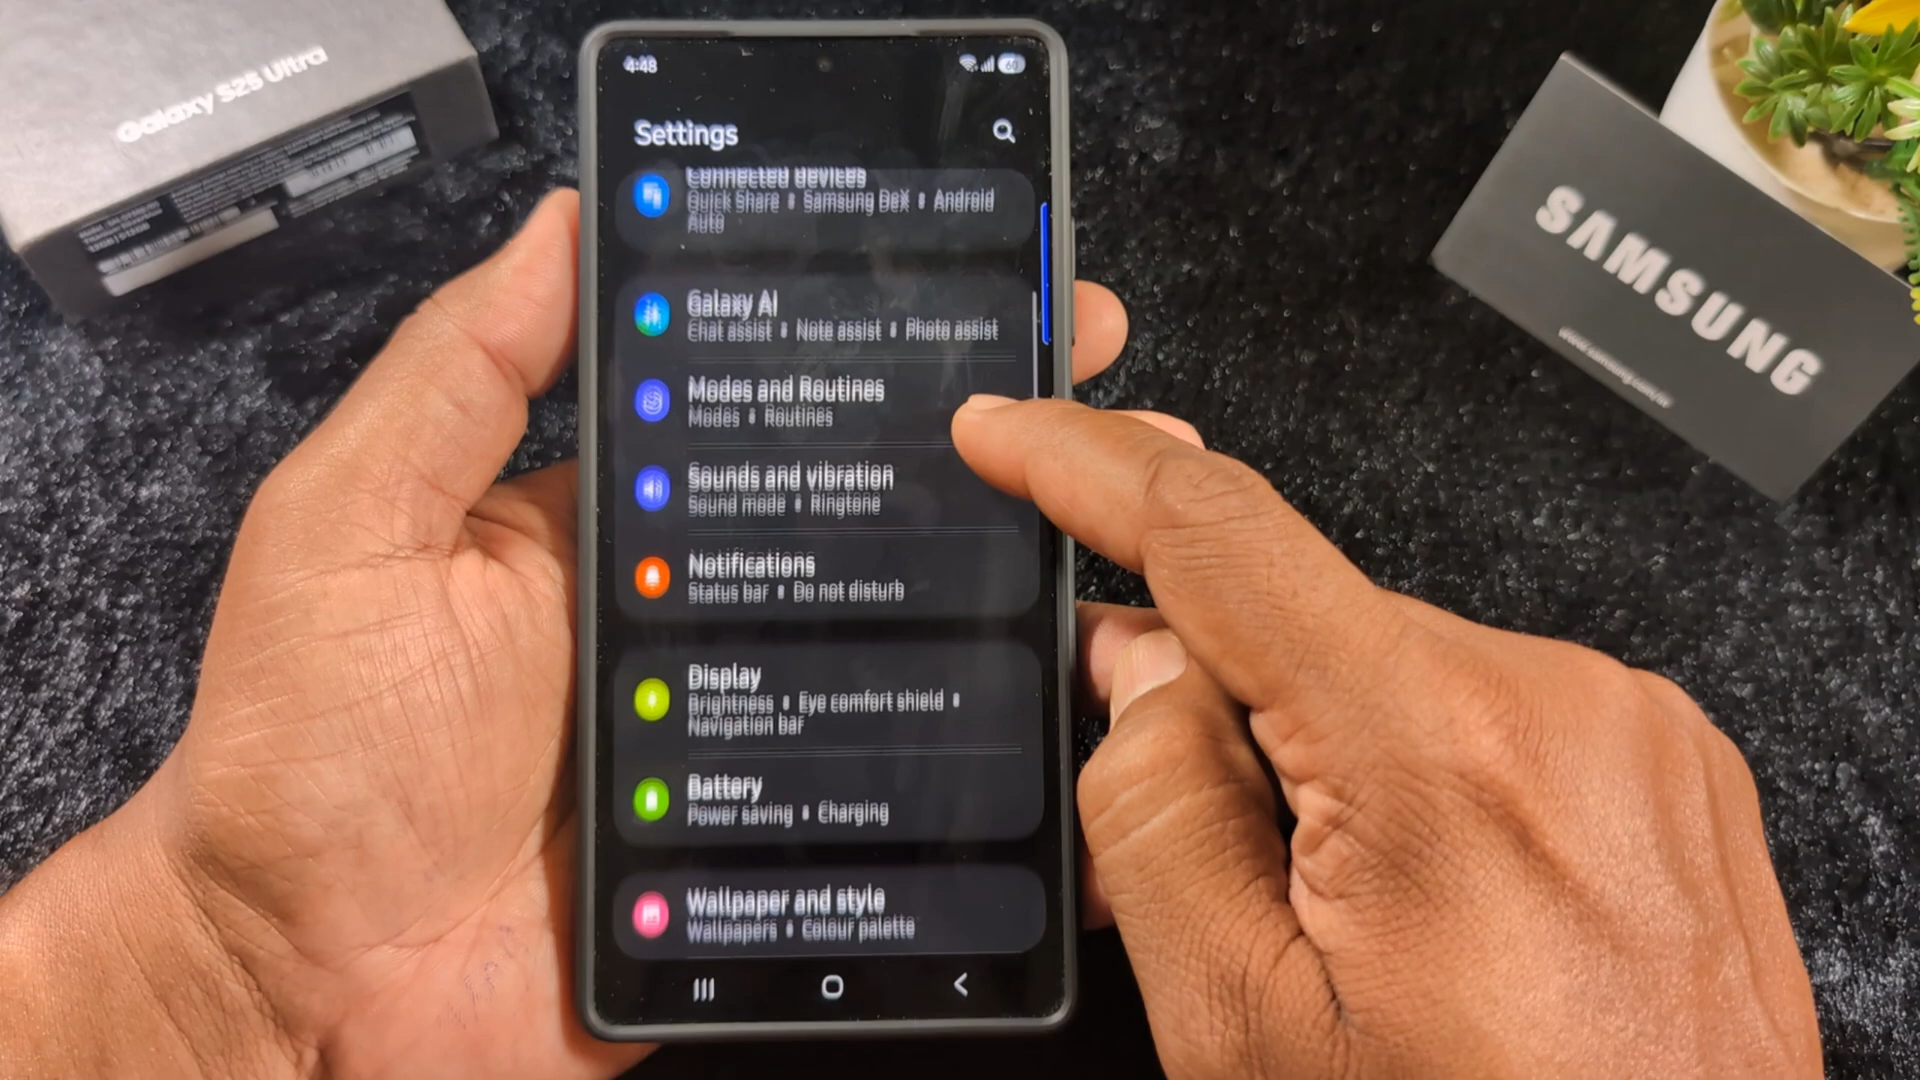 Galaxy S25 Ultra
4:48
60
Settings
Connected devices
Quick Share • Samsung DeX • Android
Auto
Galaxy AI
Chat assist • Note assist • Photo assist
Modes and Routines
Modes • Routines
Sounds and vibration
Sound mode • Ringtone
Notifications
Status bar • Do not disturb
Display
Brightness • Eye comfort shield •
Navigation bar
Battery
Power saving • Charging
Wallpaper and style
Wallpapers • Colour palette
SAMSUNG